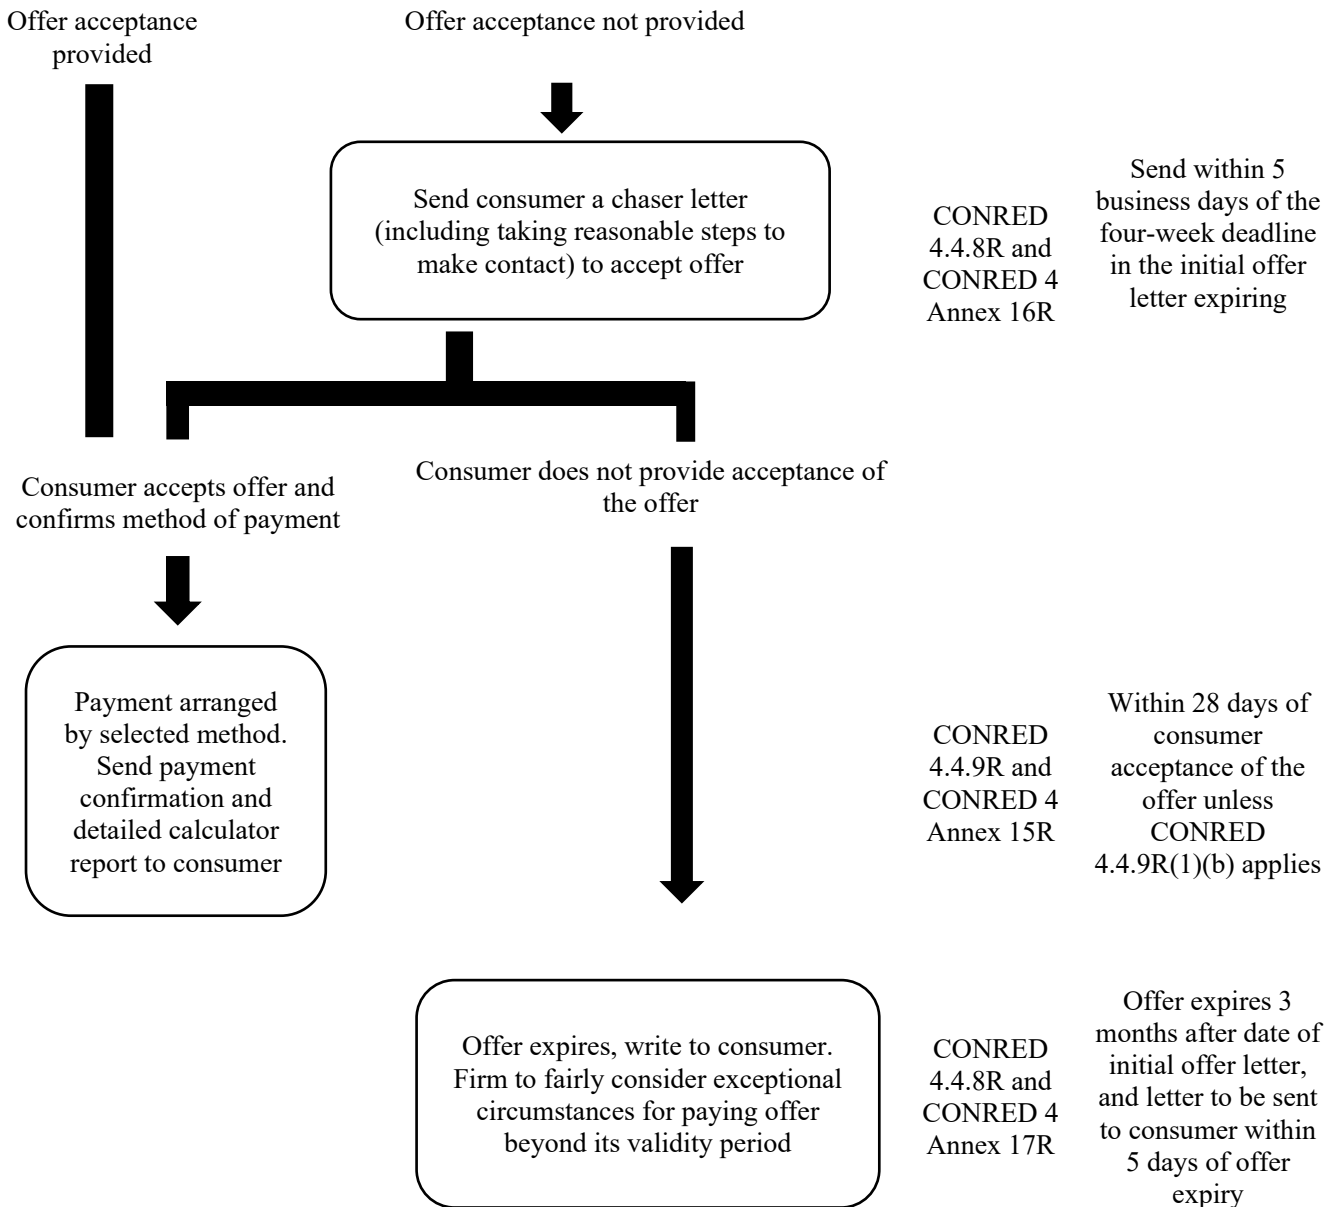 Offer acceptance
provided
Offer acceptance not provided
Send consumer a chaser letter
(including taking reasonable steps to
make contact) to accept offer
CONRED
4.4.8R and
CONRED 4
Annex 16R
Send within 5
business days of the
four-week deadline
in the initial offer
letter expiring
Consumer accepts offer and
confirms method of payment
Consumer does not provide acceptance of
the offer
Payment arranged
by selected method.
Send payment
confirmation and
detailed calculator
report to consumer
CONRED
4.4.9R and
CONRED 4
Annex 15R
Within 28 days of
consumer
acceptance of the
offer unless
CONRED
4.4.9R(1)(b) applies
Offer expires, write to consumer.
Firm to fairly consider exceptional
circumstances for paying offer
beyond its validity period
CONRED
4.4.8R and
CONRED 4
Annex 17R
Offer expires 3
months after date of
initial offer letter,
and letter to be sent
to consumer within
5 days of offer
expiry